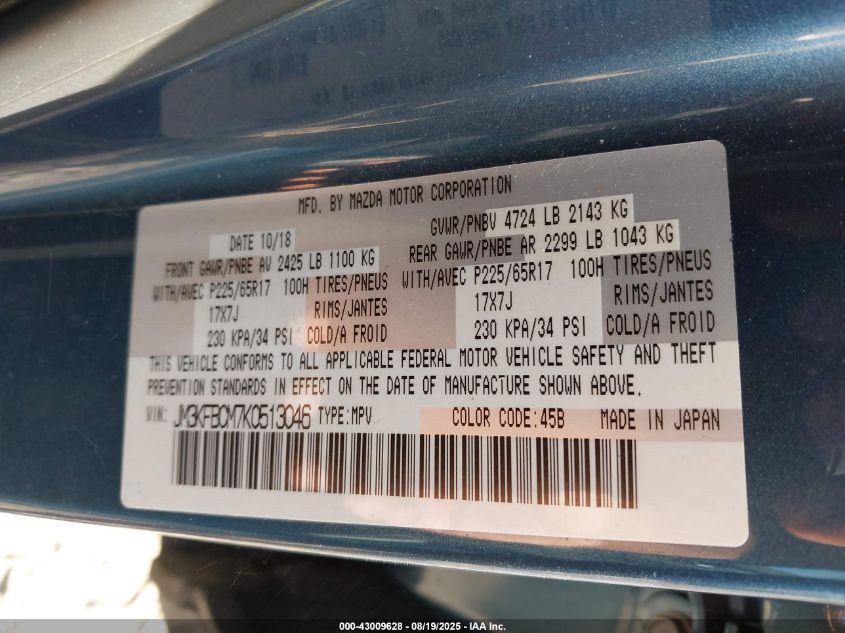 MFD. BY MAZDA MOTOR CORPORATION
DATE 10/18 GVWR/PNBV 4724 LB 2143 KG
FRONT GAWR/PNBE AV 2425 LB 1100 KG REAR GAWR/PNBE AR 2299 LB 1043 KG
WITH/AVEC P225/65R17 100H TIRES/PNEUS WITH/AVEC P225/65R17 100H TIRES/PNEUS
17X7J RIMS/JANTES 17X7J RIMS/JANTES
230 KPA/34 PSI COLD/A FROID 230 KPA/34 PSI COLD/A FROID
THIS VEHICLE CONFORMS TO ALL APPLICABLE FEDERAL MOTOR VEHICLE SAFETY AND THEFT
PREVENTION STANDARDS IN EFFECT ON THE DATE OF MANUFACTURE SHOWN ABOVE.
VIN: JM3KFBCM7K0513046 TYPE:MPV COLOR CODE:45B MADE IN JAPAN
000-43009628 - 08/19/2025 - IAA Inc.